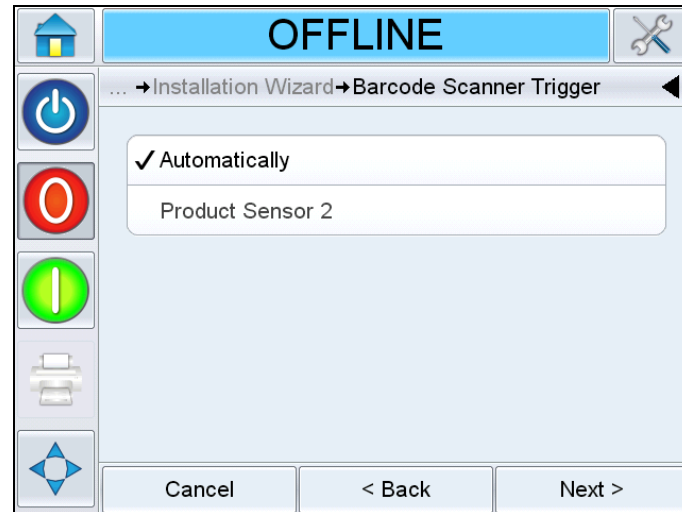 OFFLINE
... →Installation Wizard→Barcode Scanner Trigger
✓ Automatically
Product Sensor 2
Cancel
< Back
Next >